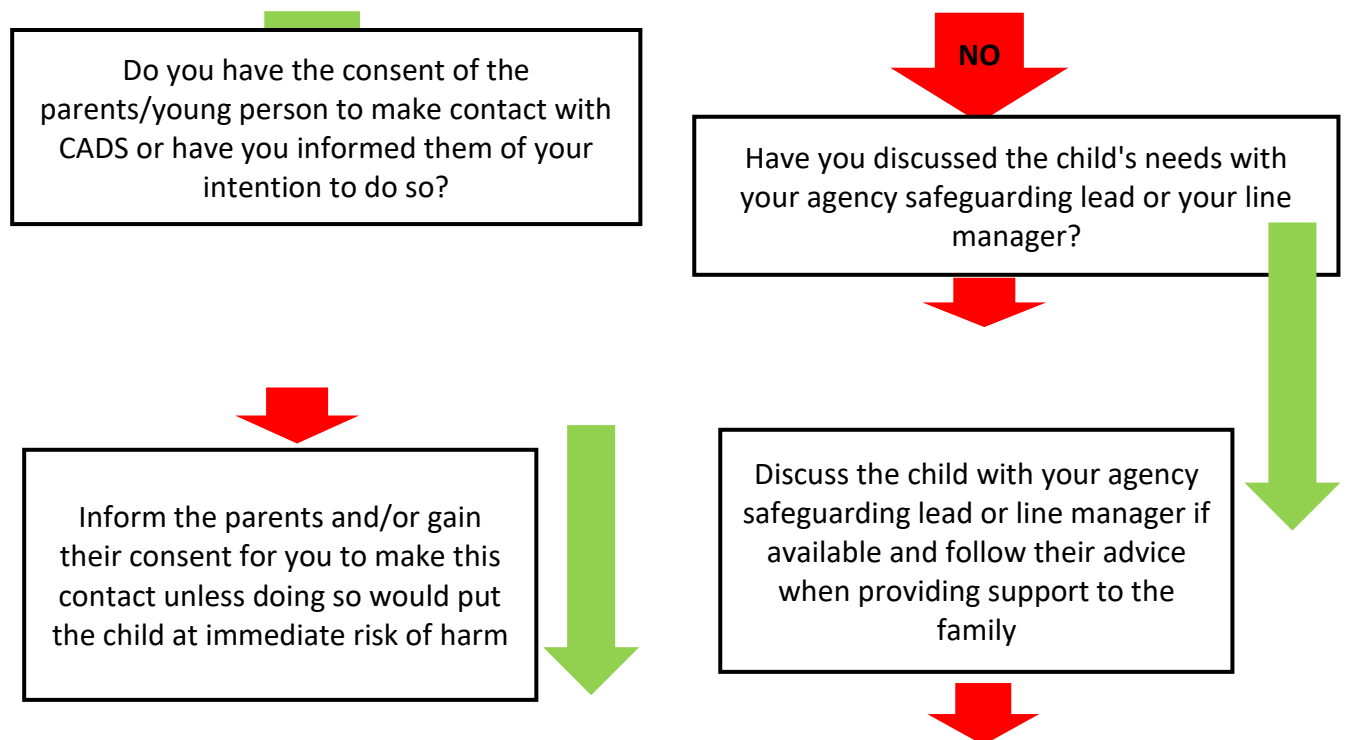 Do you have the consent of the
parents/young person to make contact with
CADS or have you informed them of your
intention to do so?
NO
Have you discussed the child's needs with
your agency safeguarding lead or your line
manager?
Inform the parents and/or gain
their consent for you to make this
contact unless doing so would put
the child at immediate risk of harm
Discuss the child with your agency
safeguarding lead or line manager if
available and follow their advice
when providing support to the
family